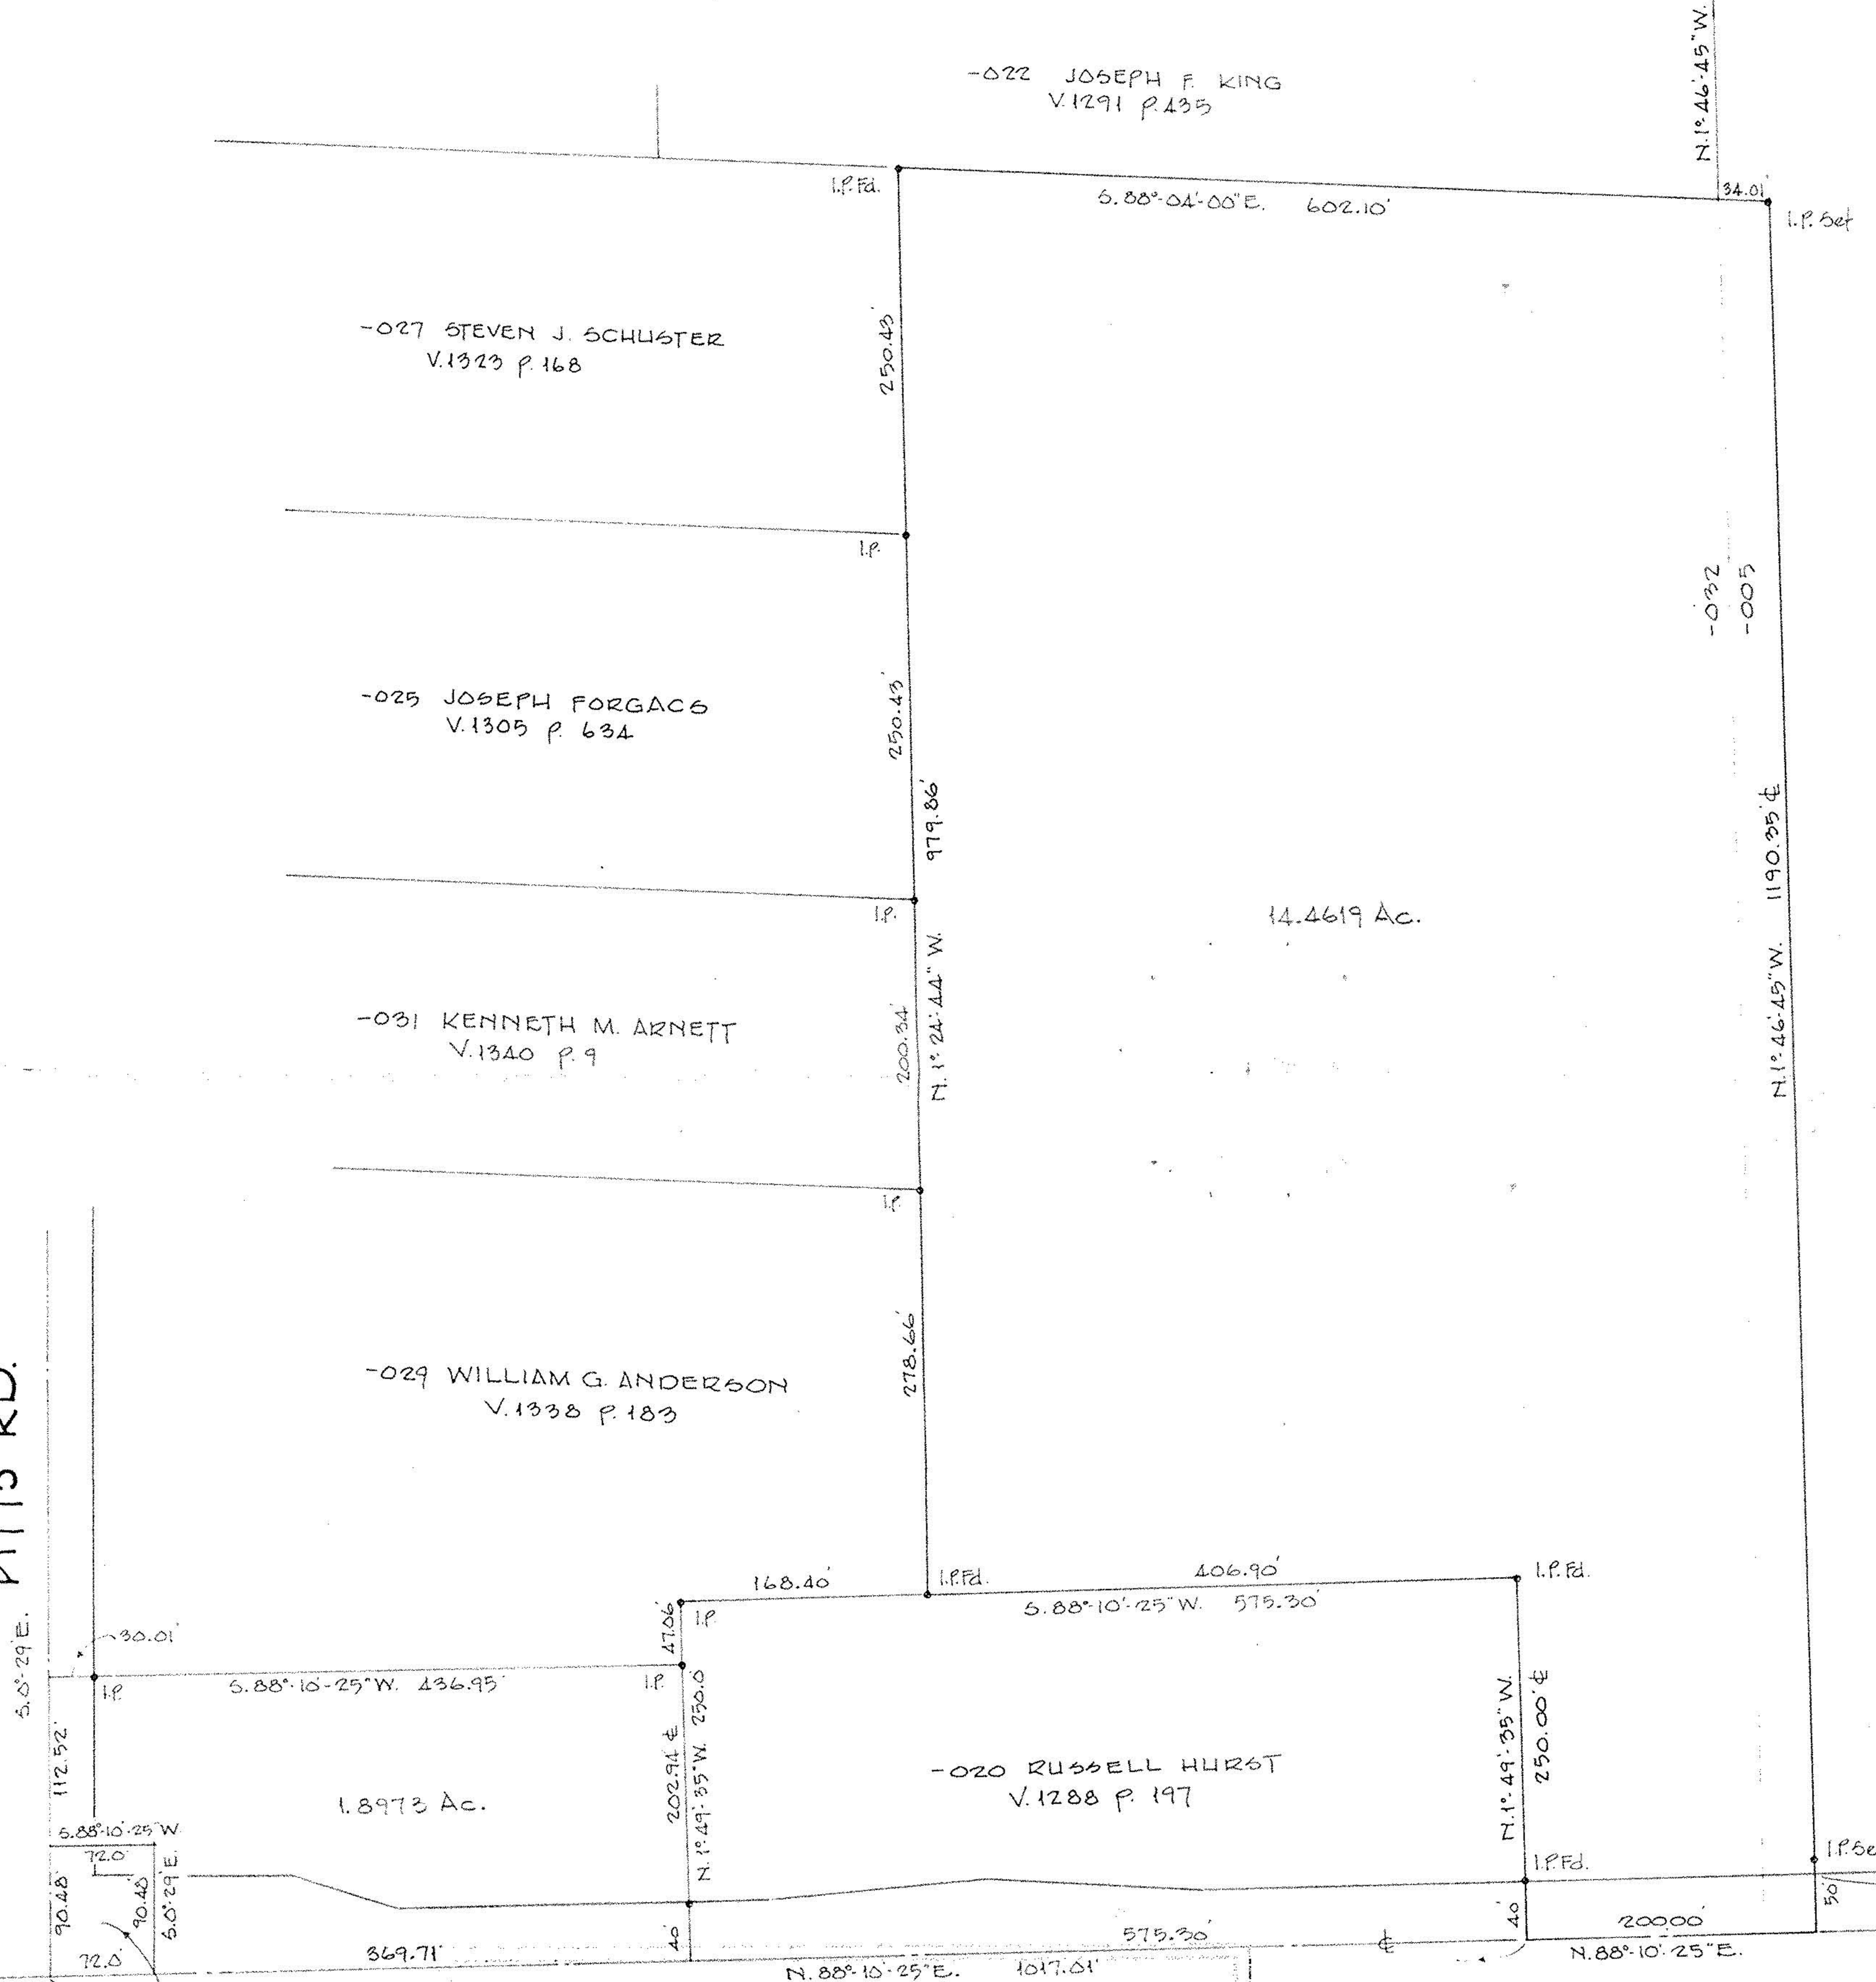 N.1°-46'-45"W.
-022 JOSEPH F. KING
V.1291 P.435
I.P.Fd.
S.88°-04'-00"E. 602.10'
34.01'
I.P. Set
-027 STEVEN J. SCHUSTER
V.1323 P.168
250.43'
I.P.
-032
-005
-025 JOSEPH FORGACS
V.1305 P. 634
250.43'
979.86'
N.1°-46'-45"W. 1190.35' ₵
I.P.
14.4619 Ac.
N.1°-24'-44" W.
-031 KENNETH M. ARNETT
V.1340 P.9
200.34'
I.P.
278.66'
-029 WILLIAM G. ANDERSON
V.1338 P.183
PITTS RD.
S.0°-29'E.
168.40'
I.P.Fd.
406.90'
I.P.Fd.
S.88°-10'-25"W. 575.30'
47.06'
I.P.
30.01'
I.P.
S.88°-10'-25"W. 436.95'
I.P.
112.52'
202.94' ₵
N.1°-49'-35"W. 250.0
N.1°-49'-35"W.
250.00' ₵
-020 RUSSELL HURST
V.1288 P. 197
1.8973 Ac.
S.88°-10'-25"W.
72.0'
90.48'
90.48'
S.0°-29'E.
I.P.Fd.
I.P.Se
40'
40'
50'
72.0'
369.71'
575.30'
₵
200.00'
N.88°-10'-25"E. 1017.01'
N.88°-10'-25"E.